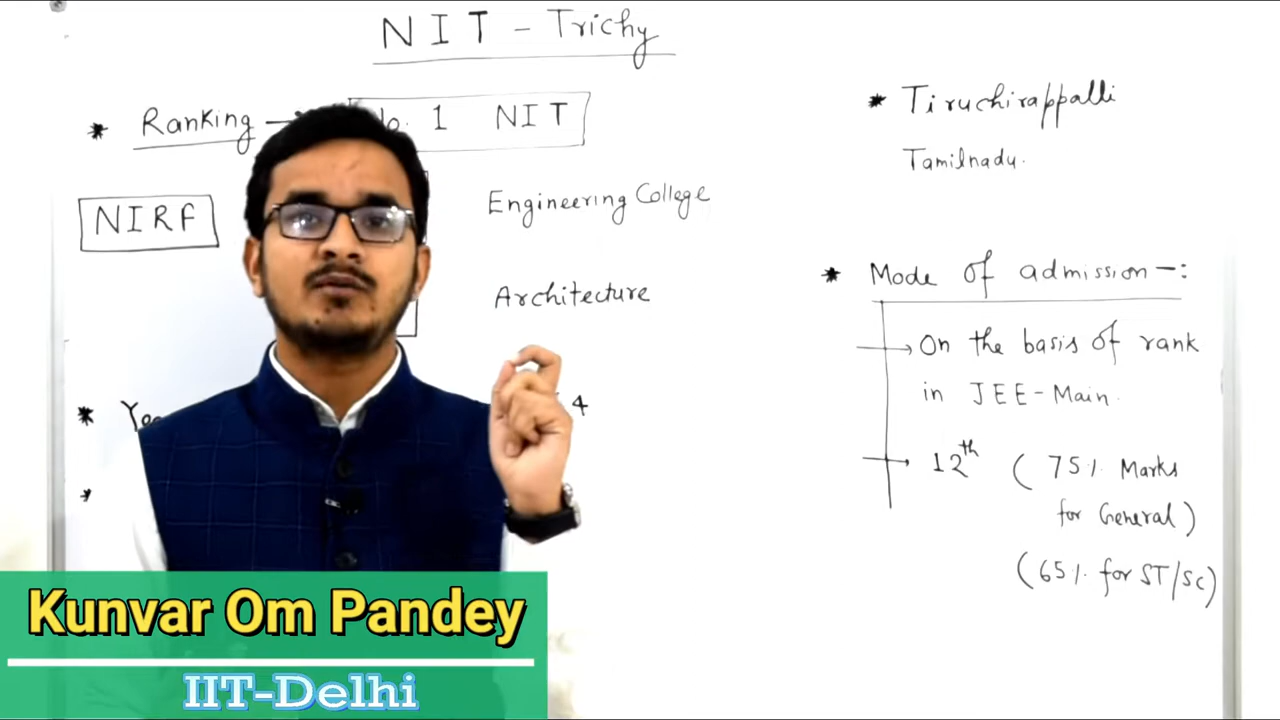 NIT - Trichy
* Ranking → No. 1 NIT
NIRF
Engineering College
Architecture
*
4
*
* Tiruchirappalli
Tamilnadu.
* Mode of admission -:
→ On the basis of rank
in JEE-Main.
→ 12th ( 75% Marks
for General )
( 65% for ST/SC )
Kunvar Om Pandey
IIT-Delhi